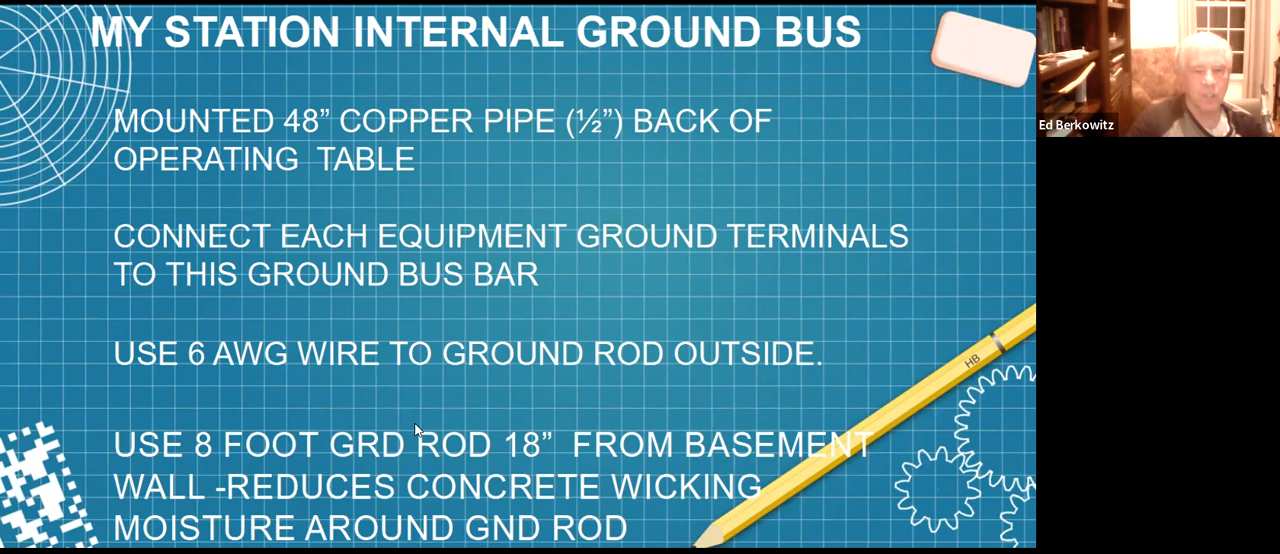 MY STATION INTERNAL GROUND BUS
MOUNTED 48” COPPER PIPE (½”) BACK OF
OPERATING TABLE
CONNECT EACH EQUIPMENT GROUND TERMINALS
TO THIS GROUND BUS BAR
USE 6 AWG WIRE TO GROUND ROD OUTSIDE.
USE 8 FOOT GRD ROD 18” FROM BASEMENT
WALL -REDUCES CONCRETE WICKING
MOISTURE AROUND GND ROD
HB
Ed Berkowitz